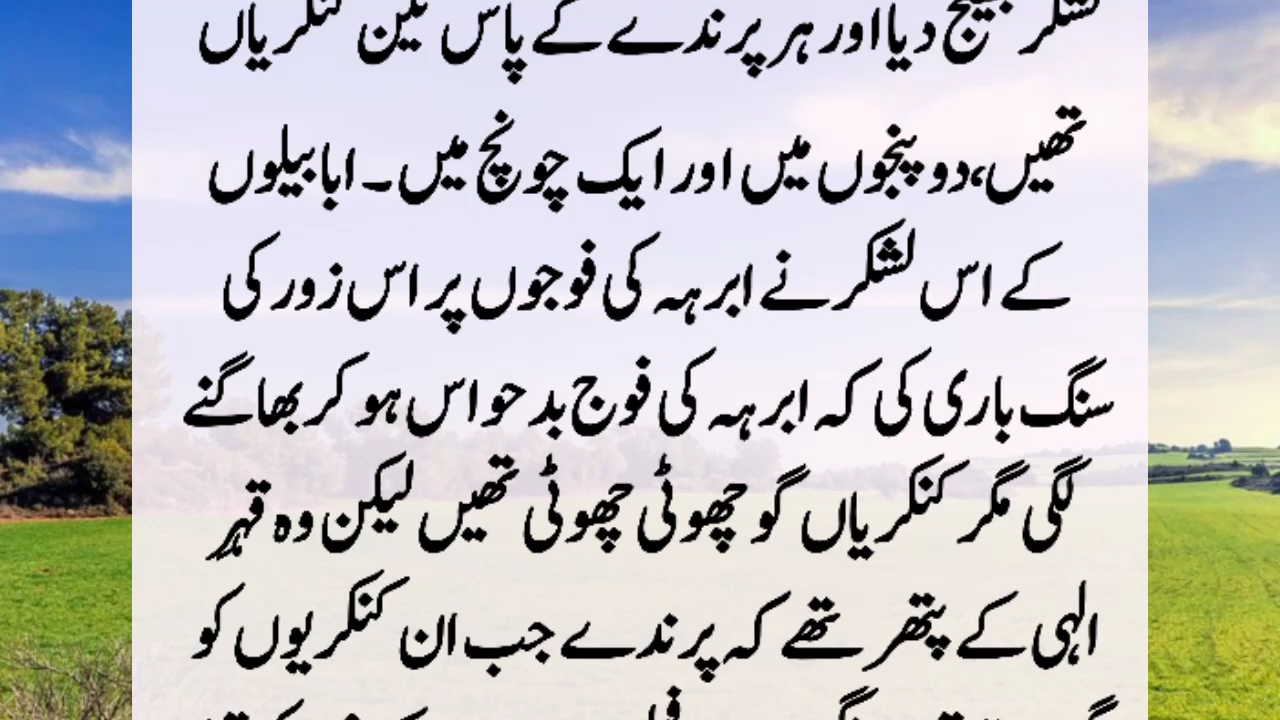 لشکر بھیج دیا اور ہر پرندے کے پاس تین کنکریاں
تھیں، دو پنجوں میں اور ایک چونچ میں۔ ابابیلوں
کے اس لشکر نے ابرہہ کی فوجوں پر اس زور کی
سنگ باری کی کہ ابرہہ کی فوج بدحواس ہو کر بھاگنے
لگی مگر کنکریاں گو چھوٹی چھوٹی تھیں لیکن وہ قہرِ
الہی کے پتھر تھے کہ پرندے جب ان کنکریوں کو